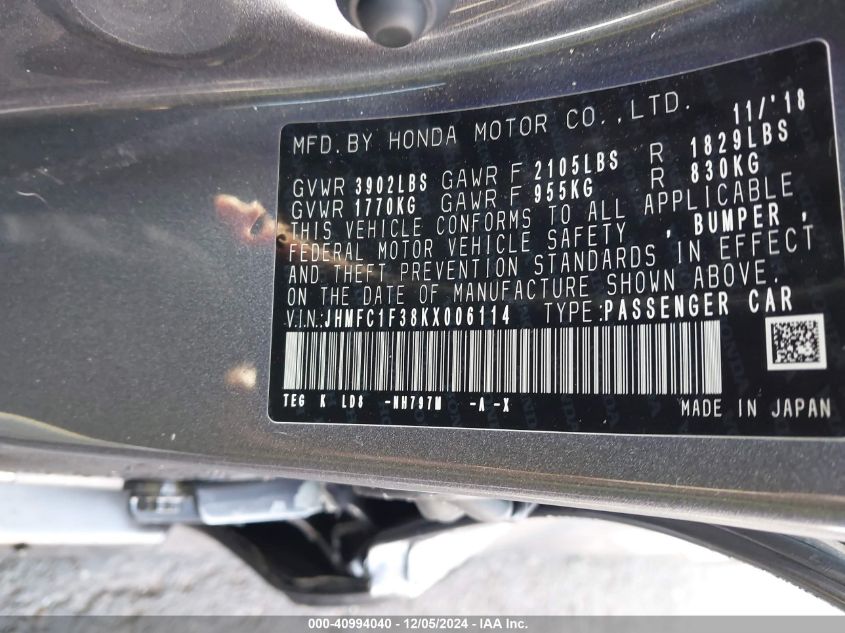 MFD. BY HONDA MOTOR CO., LTD. 11/'18
GVWR 3902LBS GAWR F 2105LBS R 1829LBS
GVWR 1770KG GAWR F 955KG R 830KG
THIS VEHICLE CONFORMS TO ALL APPLICABLE
FEDERAL MOTOR VEHICLE SAFETY , BUMPER ,
AND THEFT PREVENTION STANDARDS IN EFFECT
ON THE DATE OF MANUFACTURE SHOWN ABOVE.
V.I.N.:JHMFC1F38KX006114 TYPE:PASSENGER CAR
TEG K LD8 -NH797M -A -X
MADE IN JAPAN
000-40994040 - 12/05/2024 - IAA Inc.